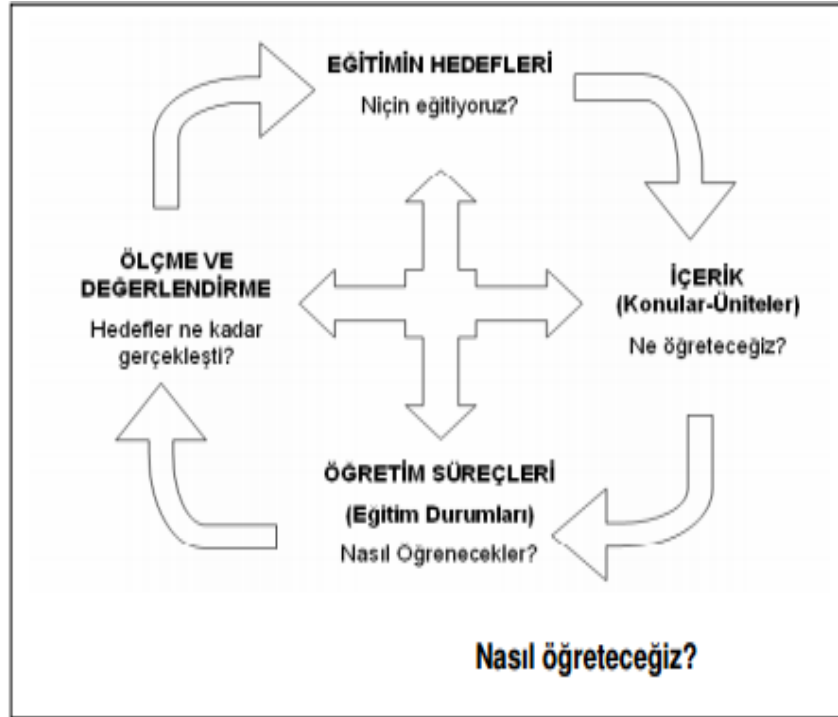 EĞİTİMİN HEDEFLERİ
Niçin eğitiyoruz?
ÖLÇME VE
DEĞERLENDİRME
Hedefler ne kadar
gerçekleşti?
İÇERİK
(Konular-Üniteler)
Ne öğreteceğiz?
ÖĞRETİM SÜREÇLERİ
(Eğitim Durumları)
Nasıl Öğrenecekler?
Nasıl öğreteceğiz?